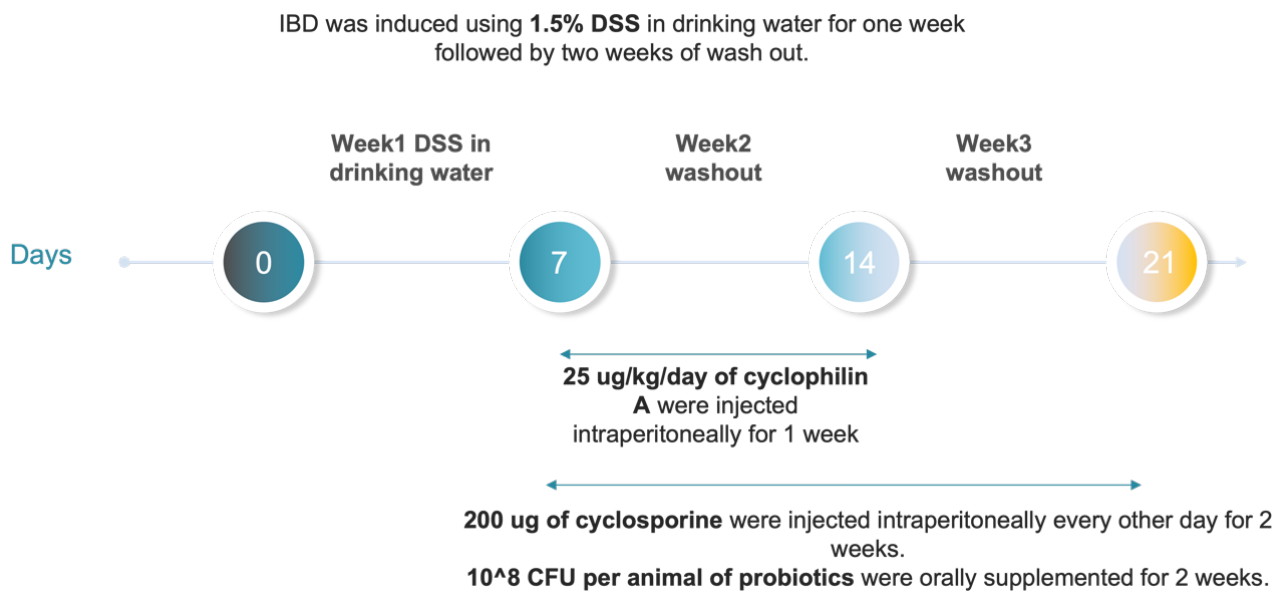 IBD was induced using 1.5% DSS in drinking water for one week
followed by two weeks of wash out.
Week1 DSS in
drinking water
Week2
washout
Week3
washout
Days
0
7
14
21
25 ug/kg/day of cyclophilin
A were injected
intraperitoneally for 1 week
200 ug of cyclosporine were injected intraperitoneally every other day for 2
weeks.
10^8 CFU per animal of probiotics were orally supplemented for 2 weeks.